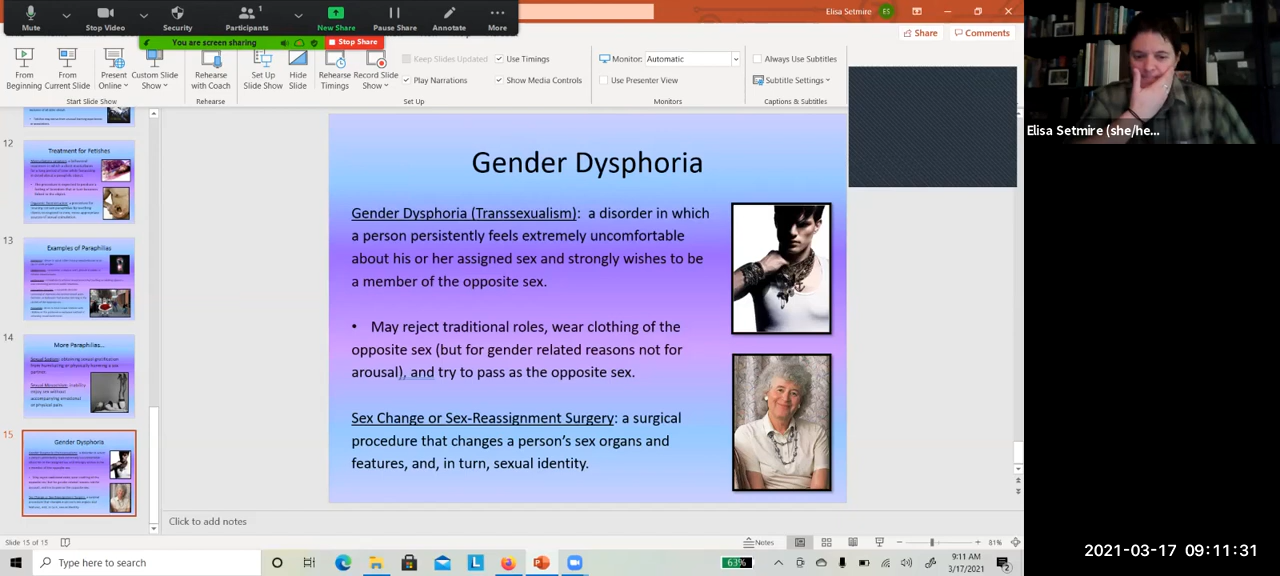 Mute
Stop Video
Security
Participants
1
New Share
Pause Share
Annotate
More
You are screen sharing
Stop Share
Elisa Setmire
ES
Share
Comments
From Beginning
From Current Slide
Present Online
Custom Slide Show
Rehearse with Coach
Set Up Slide Show
Hide Slide
Rehearse Timings
Record Slide Show
Keep Slides Updated
Use Timings
Play Narrations
Show Media Controls
Monitor:
Automatic
Use Presenter View
Always Use Subtitles
Subtitle Settings
Start Slide Show
Rehearse
Set Up
Monitors
Captions & Subtitles
12
Treatment for Fetishes
13
Examples of Paraphilias
14
More Paraphilias...
15
Gender Dysphoria
Gender Dysphoria
Gender Dysphoria (Transexualism): a disorder in which
a person persistently feels extremely uncomfortable
about his or her assigned sex and strongly wishes to be
a member of the opposite sex.
• May reject traditional roles, wear clothing of the
opposite sex (but for gender related reasons not for
arousal), and try to pass as the opposite sex.
Sex Change or Sex-Reassignment Surgery: a surgical
procedure that changes a person's sex organs and
features, and, in turn, sexual identity.
Click to add notes
Slide 15 of 15
Notes
81%
Type here to search
63%
9:11 AM
3/17/2021
2
Elisa Setmire (she/he...
2021-03-17 09:11:31